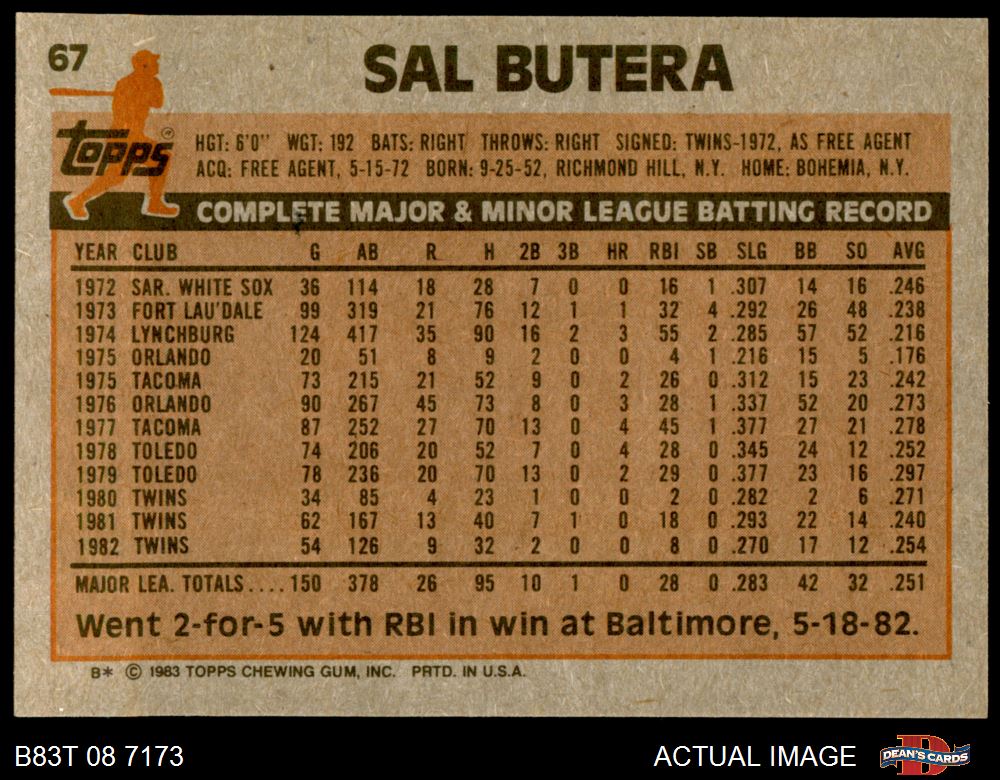 67
SAL BUTERA
Topps
HGT: 6'0" WGT: 192 BATS: RIGHT THROWS: RIGHT SIGNED: TWINS-1972, AS FREE AGENT
ACQ: FREE AGENT, 5-15-72 BORN: 9-25-52, RICHMOND HILL, N.Y. HOME: BOHEMIA, N.Y.
COMPLETE MAJOR & MINOR LEAGUE BATTING RECORD
YEAR CLUB G AB R H 2B 3B HR RBI SB SLG BB SO AVG
1972 SAR. WHITE SOX 36 114 18 28 7 0 0 16 1 .307 14 16 .246
1973 FORT LAU'DALE 99 319 21 76 12 1 1 32 4 .292 26 48 .238
1974 LYNCHBURG 124 417 35 90 16 2 3 55 2 .285 57 52 .216
1975 ORLANDO 20 51 8 9 2 0 0 4 1 .216 15 5 .176
1975 TACOMA 73 215 21 52 9 0 2 26 0 .312 15 23 .242
1976 ORLANDO 90 267 45 73 8 0 3 28 1 .337 52 20 .273
1977 TACOMA 87 252 27 70 13 0 4 45 1 .377 27 21 .278
1978 TOLEDO 74 206 20 52 7 0 4 28 0 .345 24 12 .252
1979 TOLEDO 78 236 20 70 13 0 2 29 0 .377 23 16 .297
1980 TWINS 34 85 4 23 1 0 0 2 0 .282 2 6 .271
1981 TWINS 62 167 13 40 7 1 0 18 0 .293 22 14 .240
1982 TWINS 54 126 9 32 2 0 0 8 0 .270 17 12 .254
MAJOR LEA. TOTALS.... 150 378 26 95 10 1 0 28 0 .283 42 32 .251
Went 2-for-5 with RBI in win at Baltimore, 5-18-82.
B* © 1983 TOPPS CHEWING GUM, INC. PRTD. IN U.S.A.
B83T 08 7173 ACTUAL IMAGE DEAN'S CARDS